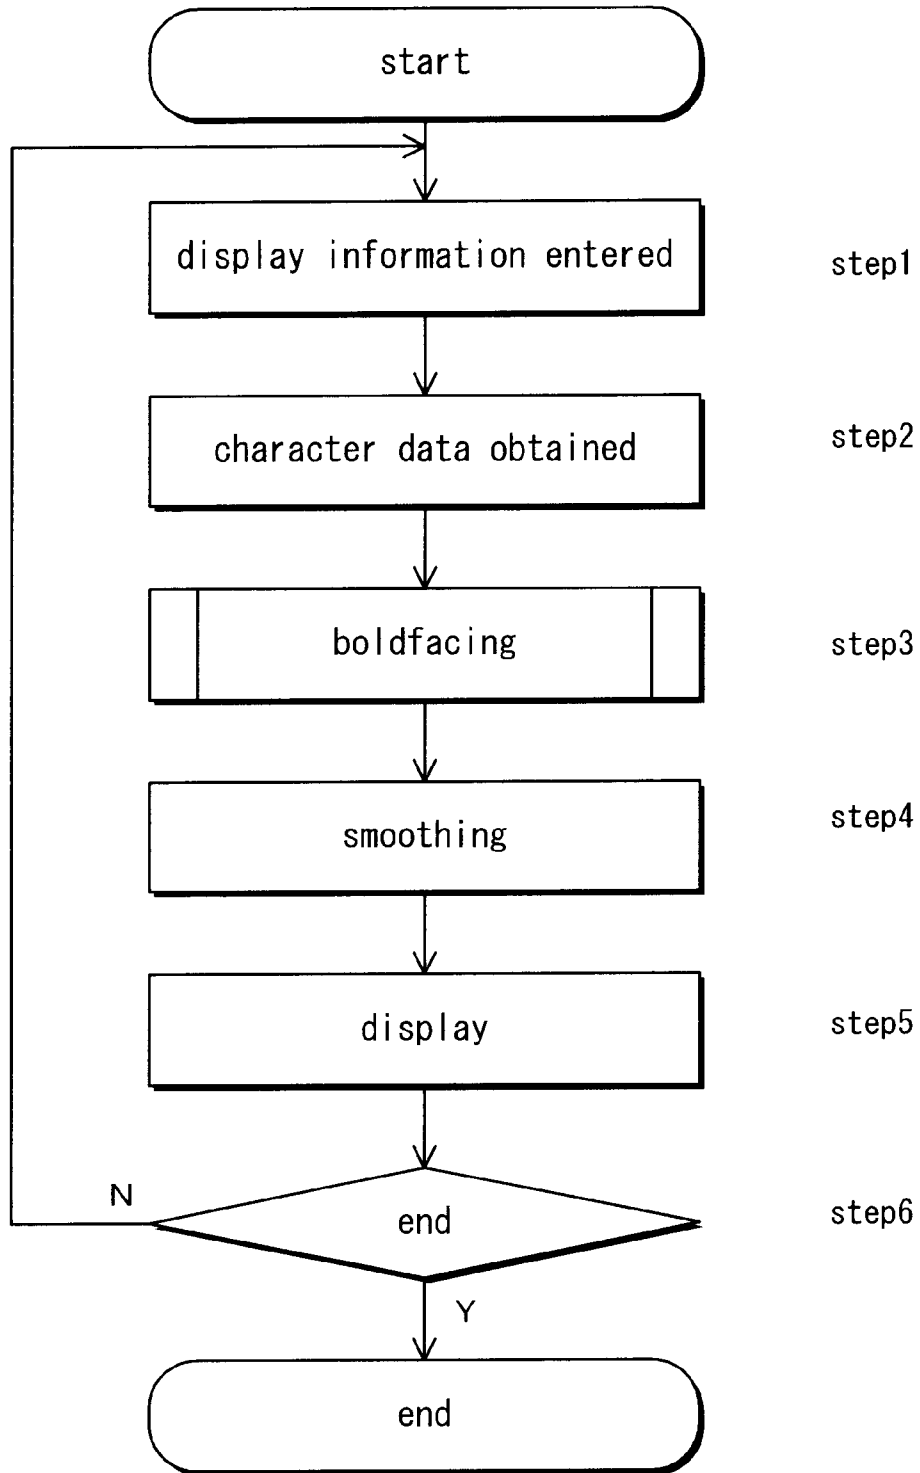 start
display information entered
step1
character data obtained
step2
boldfacing
step3
smoothing
step4
display
step5
N
end
step6
Y
end